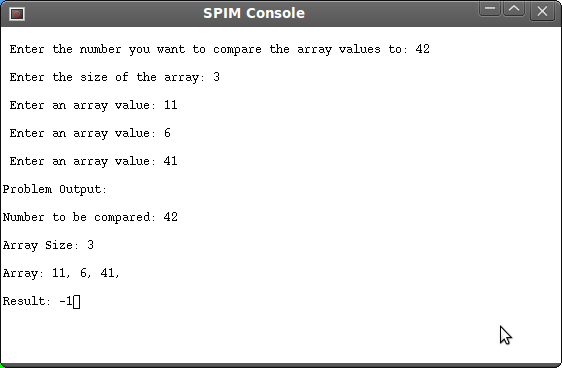 SPIM Console
Enter the number you want to compare the array values to: 42
Enter the size of the array: 3
Enter an array value: 11
Enter an array value: 6
Enter an array value: 41
Problem Output:
Number to be compared: 42
Array Size: 3
Array: 11, 6, 41,
Result: -1